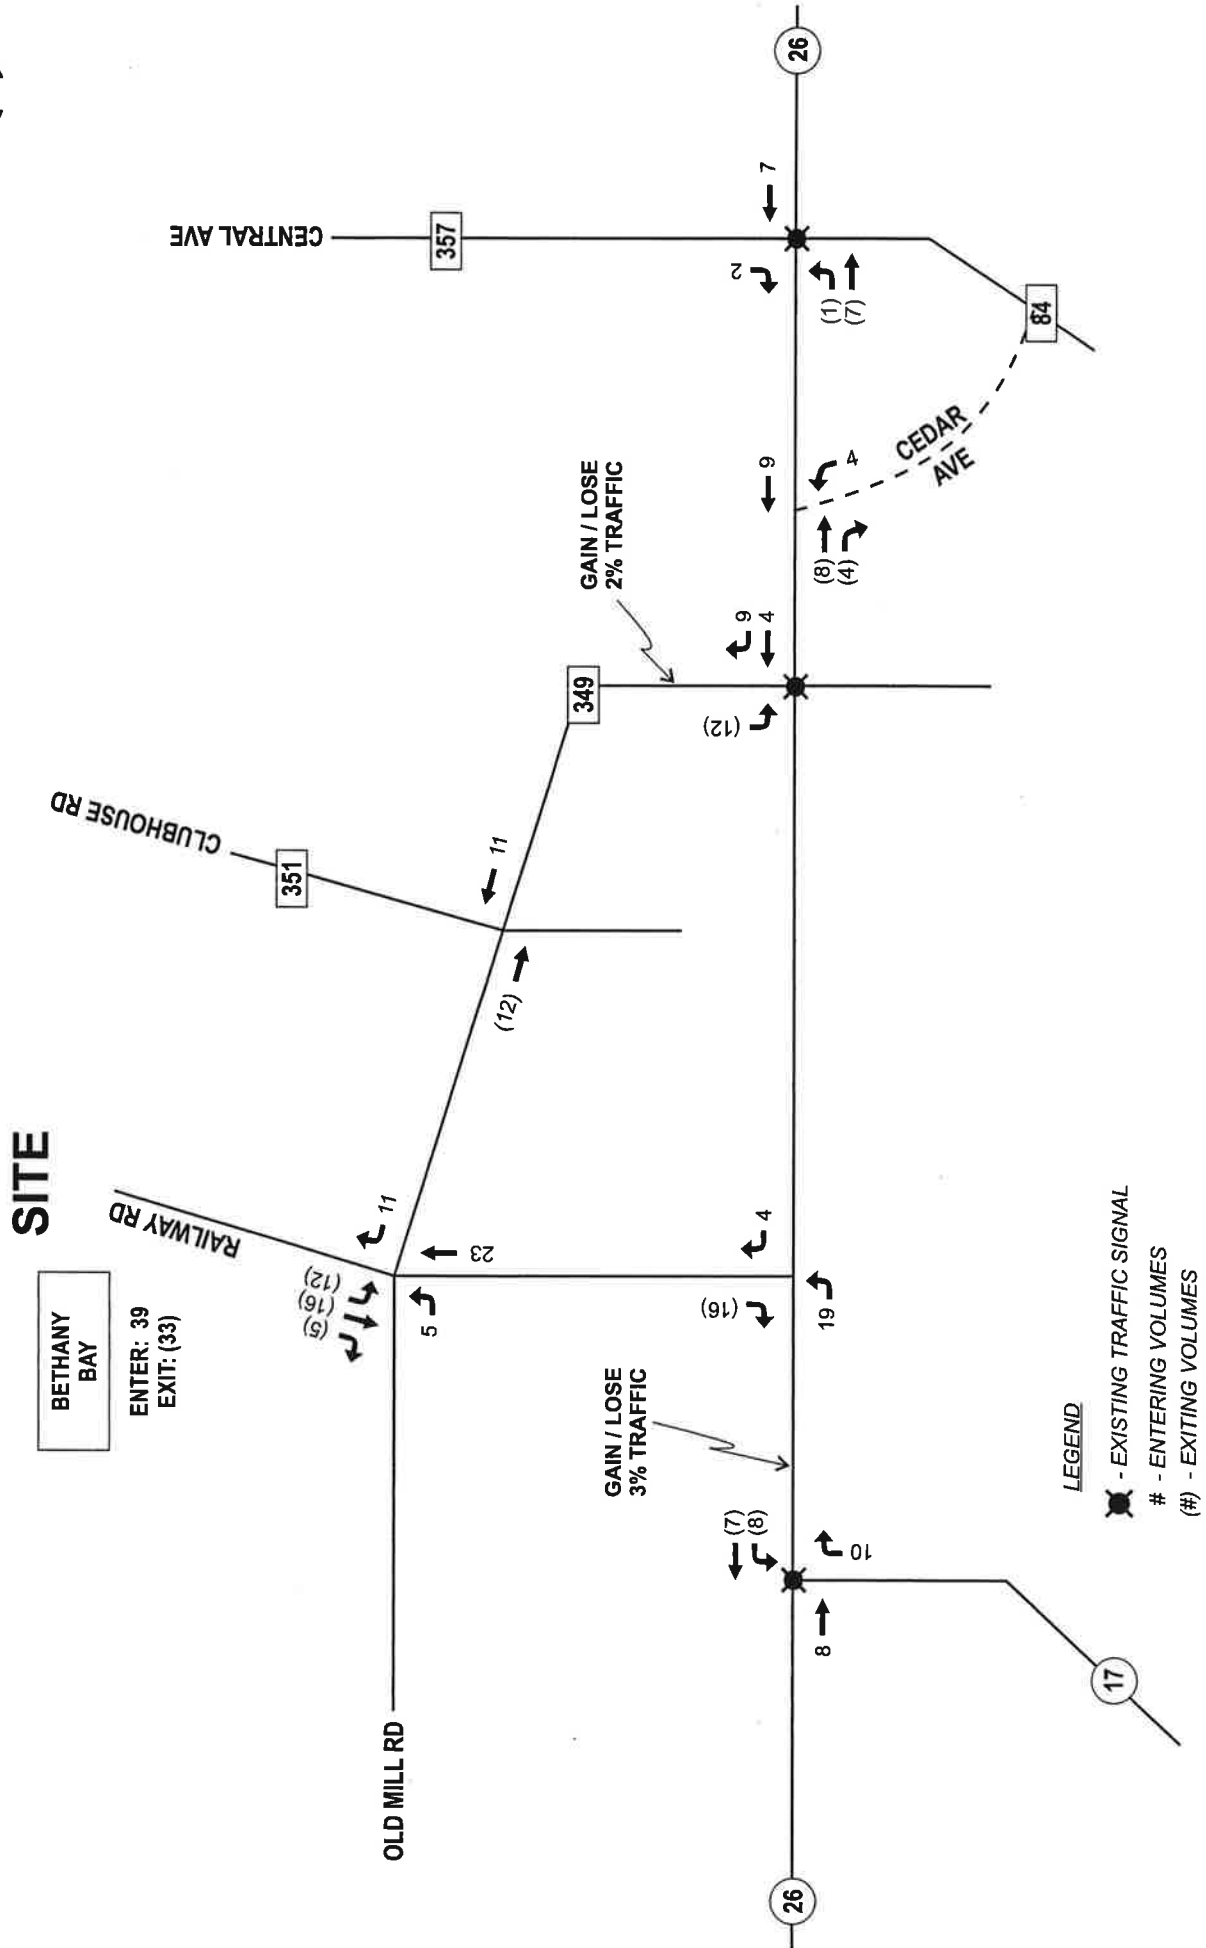 SITE
BETHANY
BAY
ENTER: 39
EXIT: (33)
RAILWAY RD
CLUBHOUSE RD
351
CENTRAL AVE
357
OLD MILL RD
(5)
(16)
(12)
11
5
23
(12)
11
349
GAIN / LOSE
2% TRAFFIC
GAIN / LOSE
3% TRAFFIC
(7)
(8)
8
10
(16)
4
19
(12)
9
4
9
(8)
(4)
4
CEDAR
AVE
2
7
(1)
(7)
84
26
26
17
LEGEND
- EXISTING TRAFFIC SIGNAL
# - ENTERING VOLUMES
(#) - EXITING VOLUMES